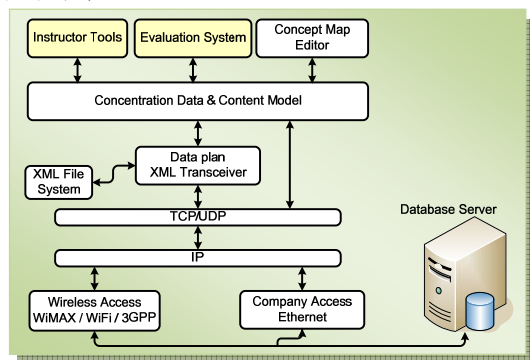 Instructor Tools
Evaluation System
Concept Map
Editor
Concentration Data & Content Model
Data plan
XML Transceiver
XML File
System
TCP/UDP
Database Server
IP
Wireless Access
WiMAX / WiFi / 3GPP
Company Access
Ethernet